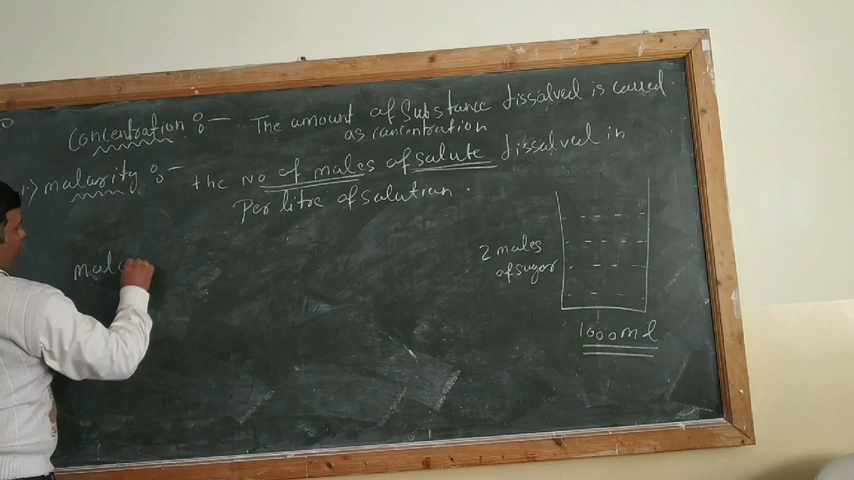 Concentration :- The amount of Substance dissolved is called
as concentration
1-> molarity :- the no of moles of solute dissolved in
Per litre of solution.
2 moles
of sugar
1000 ml
mola